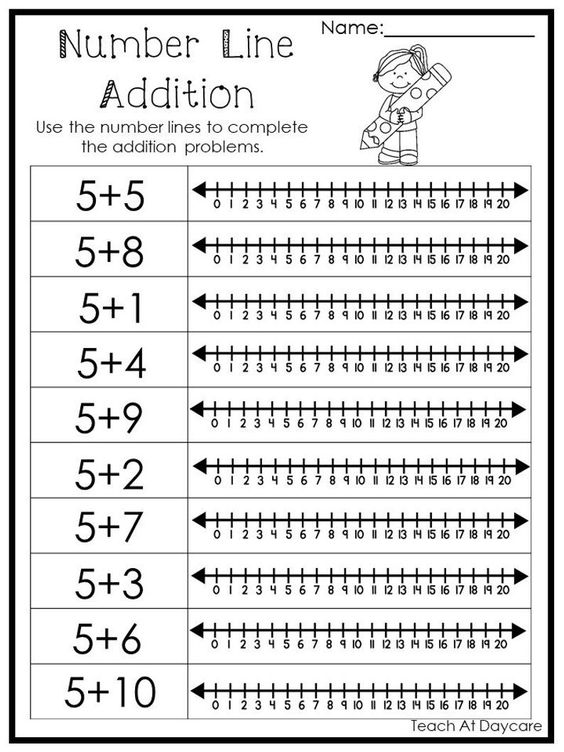 Name:
Number Line
Addition
Use the number lines to complete
the addition problems.
5+5
0 1 2 3 4 5 6 7 8 9 10 11 12 13 14 15 16 17 18 19 20
5+8
0 1 2 3 4 5 6 7 8 9 10 11 12 13 14 15 16 17 18 19 20
5+1
0 1 2 3 4 5 6 7 8 9 10 11 12 13 14 15 16 17 18 19 20
5+4
0 1 2 3 4 5 6 7 8 9 10 11 12 13 14 15 16 17 18 19 20
5+9
0 1 2 3 4 5 6 7 8 9 10 11 12 13 14 15 16 17 18 19 20
5+2
0 1 2 3 4 5 6 7 8 9 10 11 12 13 14 15 16 17 18 19 20
5+7
0 1 2 3 4 5 6 7 8 9 10 11 12 13 14 15 16 17 18 19 20
5+3
0 1 2 3 4 5 6 7 8 9 10 11 12 13 14 15 16 17 18 19 20
5+6
0 1 2 3 4 5 6 7 8 9 10 11 12 13 14 15 16 17 18 19 20
5+10
0 1 2 3 4 5 6 7 8 9 10 11 12 13 14 15 16 17 18 19 20
Teach At Daycare